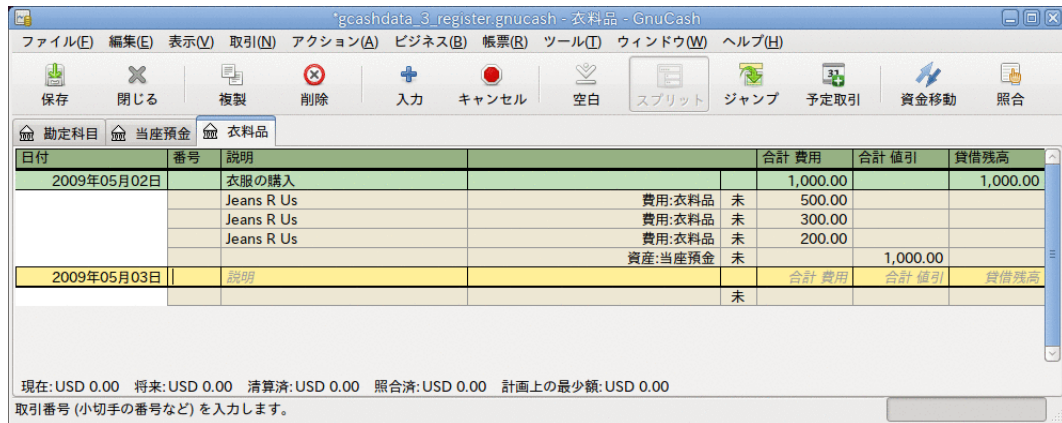 *gcashdata_3_register.gnucash - 衣料品 - GnuCash
ファイル(F) 編集(E) 表示(V) 取引(N) アクション(A) ビジネス(B) 帳票(R) ツール(T) ウィンドウ(W) ヘルプ(H)
保存 閉じる 複製 削除 入力 キャンセル 空白 スプリット ジャンプ 予定取引 資金移動 照合
勘定科目 当座預金 衣料品
日付 番号 説明 合計 費用 合計 値引 貸借残高
2009年05月02日 衣服の購入 1,000.00 1,000.00
Jeans R Us 費用:衣料品 未 500.00
Jeans R Us 費用:衣料品 未 300.00
Jeans R Us 費用:衣料品 未 200.00
資産:当座預金 未 1,000.00
2009年05月03日 説明 合計 費用 合計 値引 貸借残高
未
現在: USD 0.00 将来: USD 0.00 清算済: USD 0.00 照合済: USD 0.00 計画上の最少額: USD 0.00
取引番号 (小切手の番号など) を入力します。